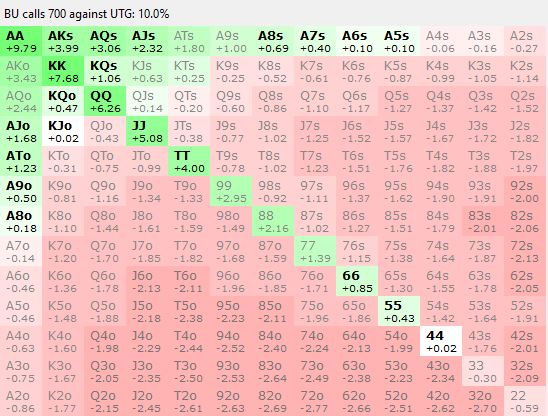 BU calls 700 against UTG: 10.0%
AA AKs AQs AJs ATs A9s A8s A7s A6s A5s A4s A3s A2s
+9.79 +3.99 +3.06 +2.32 +1.80 +1.00 +0.69 +0.40 +0.10 +0.10 -0.06 -0.16 -0.27
AKo KK KQs KJs KTs K9s K8s K7s K6s K5s K4s K3s K2s
+3.43 +7.68 +1.06 +0.63 +0.25 -0.25 -0.52 -0.61 -0.76 -0.87 -0.99 -1.05 -1.14
AQo KQo QQ QJs QTs Q9s Q8s Q7s Q6s Q5s Q4s Q3s Q2s
+2.44 +0.47 +6.26 +0.14 -0.20 -0.60 -0.86 -1.10 -1.17 -1.27 -1.37 -1.42 -1.52
AJo KJo QJo JJ JTs J9s J8s J7s J6s J5s J4s J3s J2s
+1.68 +0.02 -0.43 +5.08 -0.38 -0.77 -1.02 -1.25 -1.52 -1.57 -1.67 -1.72 -1.82
ATo KTo QTo JTo TT T9s T8s T7s T6s T5s T4s T3s T2s
+1.23 -0.31 -0.75 -0.99 +4.00 -0.78 -1.02 -1.23 -1.51 -1.76 -1.82 -1.88 -1.97
A9o K9o Q9o J9o T9o 99 98s 97s 96s 95s 94s 93s 92s
+0.50 -0.81 -1.16 -1.34 -1.33 +2.95 -0.92 -1.11 -1.37 -1.62 -1.90 -1.91 -2.00
A8o K8o Q8o J8o T8o 98o 88 87s 86s 85s 84s 83s 82s
+0.18 -1.10 -1.44 -1.61 -1.59 -1.49 +2.16 -1.02 -1.27 -1.51 -1.79 -2.01 -2.06
A7o K7o Q7o J7o T7o 97o 87o 77 76s 75s 74s 73s 72s
-0.14 -1.20 -1.70 -1.85 -1.82 -1.68 -1.59 +1.39 -1.15 -1.38 -1.64 -1.87 -2.13
A6o K6o Q6o J6o T6o 96o 86o 76o 66 65s 64s 63s 62s
-0.36 -1.36 -1.78 -2.13 -2.11 -1.96 -1.85 -1.71 +0.85 -1.30 -1.55 -1.78 -2.05
A5o K5o Q5o J5o T5o 95o 85o 75o 65o 55 54s 53s 52s
-0.46 -1.48 -1.88 -2.18 -2.38 -2.23 -2.11 -1.96 -1.86 +0.43 -1.42 -1.64 -1.91
A4o K4o Q4o J4o T4o 94o 84o 74o 64o 54o 44 43s 42s
-0.63 -1.60 -1.98 -2.29 -2.44 -2.52 -2.40 -2.24 -2.13 -1.99 +0.02 -1.76 -2.01
A3o K3o Q3o J3o T3o 93o 83o 73o 63o 53o 43o 33 32s
-0.75 -1.67 -2.05 -2.35 -2.50 -2.53 -2.64 -2.49 -2.38 -2.23 -2.34 -0.30 -2.09
A2o K2o Q2o J2o T2o 92o 82o 72o 62o 52o 42o 32o 22
-0.86 -1.77 -2.15 -2.45 -2.61 -2.63 -2.69 -2.77 -2.66 -2.51 -2.62 -2.70 -0.59